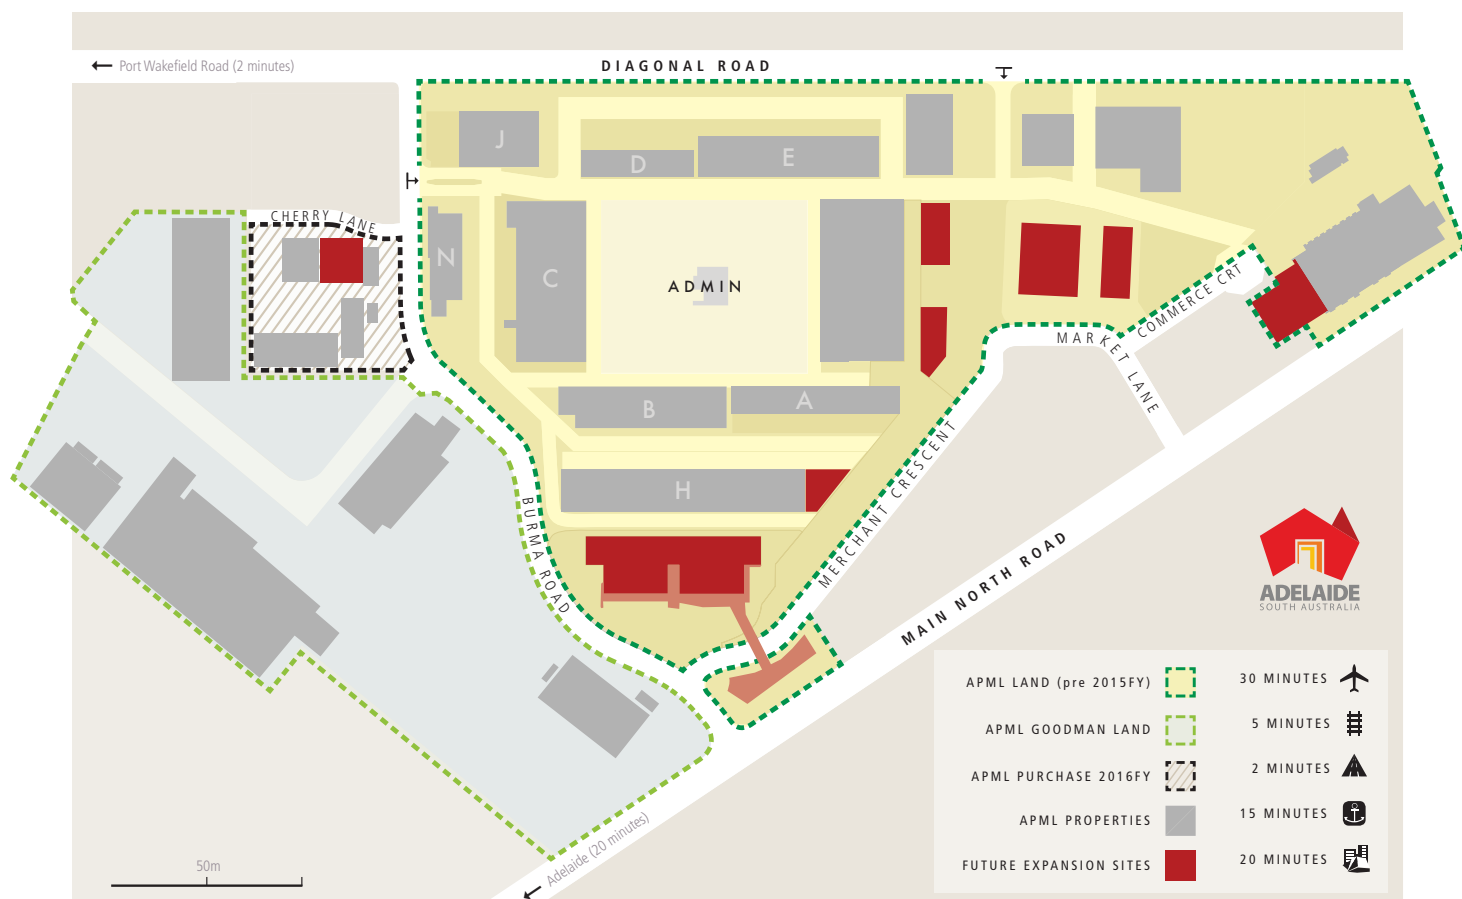 DIAGONAL ROAD
Port Wakefield Road (2 minutes)
J
D
E
CHERRY LANE
N
C
ADMIN
COMMERCE CRT
MARKET LANE
B
A
H
BURMA ROAD
MERCHANT CRESCENT
MAIN NORTH ROAD
ADELAIDE
SOUTH AUSTRALIA
APML LAND (pre 2015FY)
30 MINUTES
APML GOODMAN LAND
5 MINUTES
APML PURCHASE 2016FY
2 MINUTES
APML PROPERTIES
15 MINUTES
FUTURE EXPANSION SITES
20 MINUTES
50m
Adelaide (20 minutes)